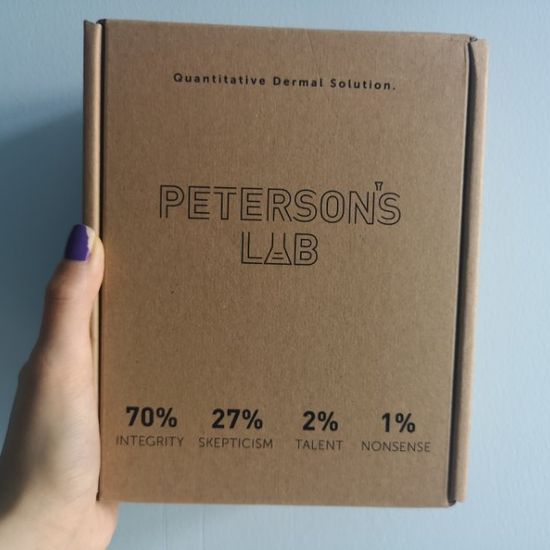 Quantitative Dermal Solution.
PETERSON'S
LAB
70% 27% 2% 1%
INTEGRITY SKEPTICISM TALENT NONSENSE